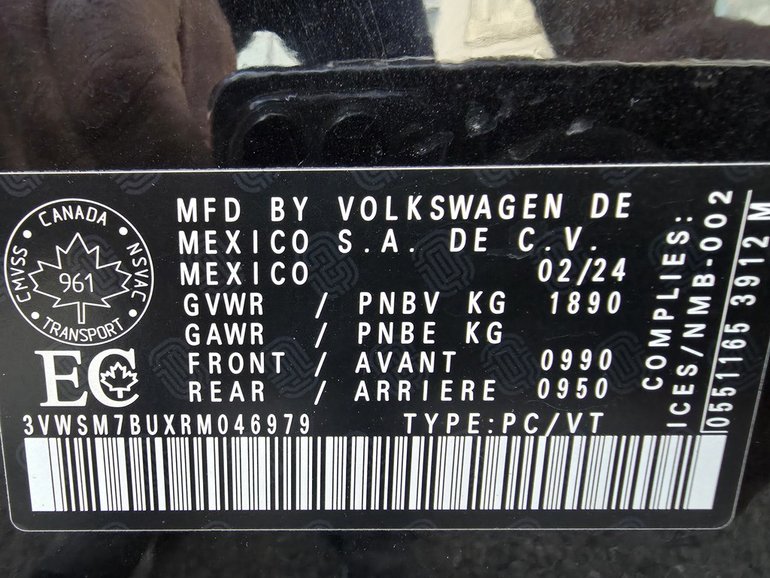 CANADA
CMVSS
NSVAC
961
TRANSPORT
EC
MFD BY VOLKSWAGEN DE
MEXICO S.A. DE C.V.
MEXICO 02/24
GVWR / PNBV KG 1890
GAWR / PNBE KG
FRONT / AVANT 0990
REAR / ARRIERE 0950
3VWSM7BUXRM046979 TYPE:PC/VT
COMPLIES:
ICES/NMB-002
0551165 3912 M